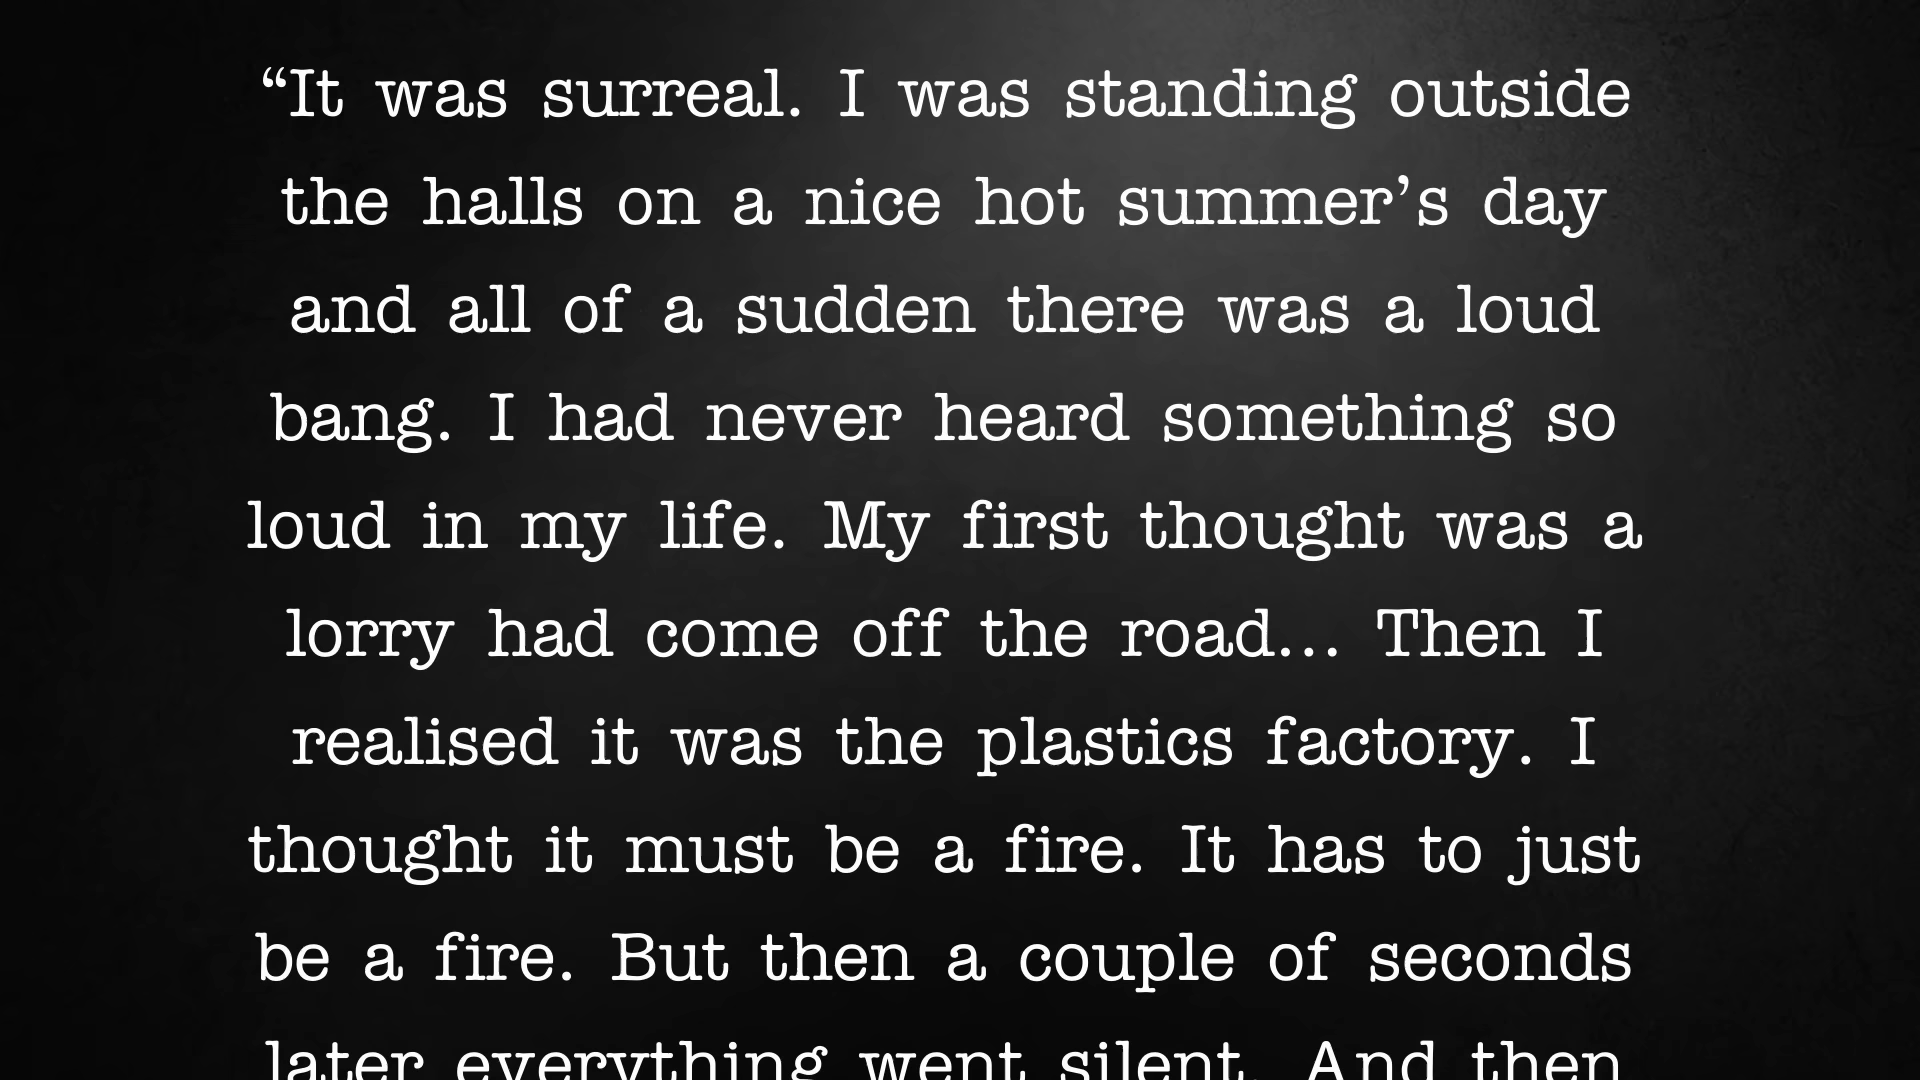 “It was surreal. I was standing outside
the halls on a nice hot summer’s day
and all of a sudden there was a loud
bang. I had never heard something so
loud in my life. My first thought was a
lorry had come off the road... Then I
realised it was the plastics factory. I
thought it must be a fire. It has to just
be a fire. But then a couple of seconds
later everything went silent. And then